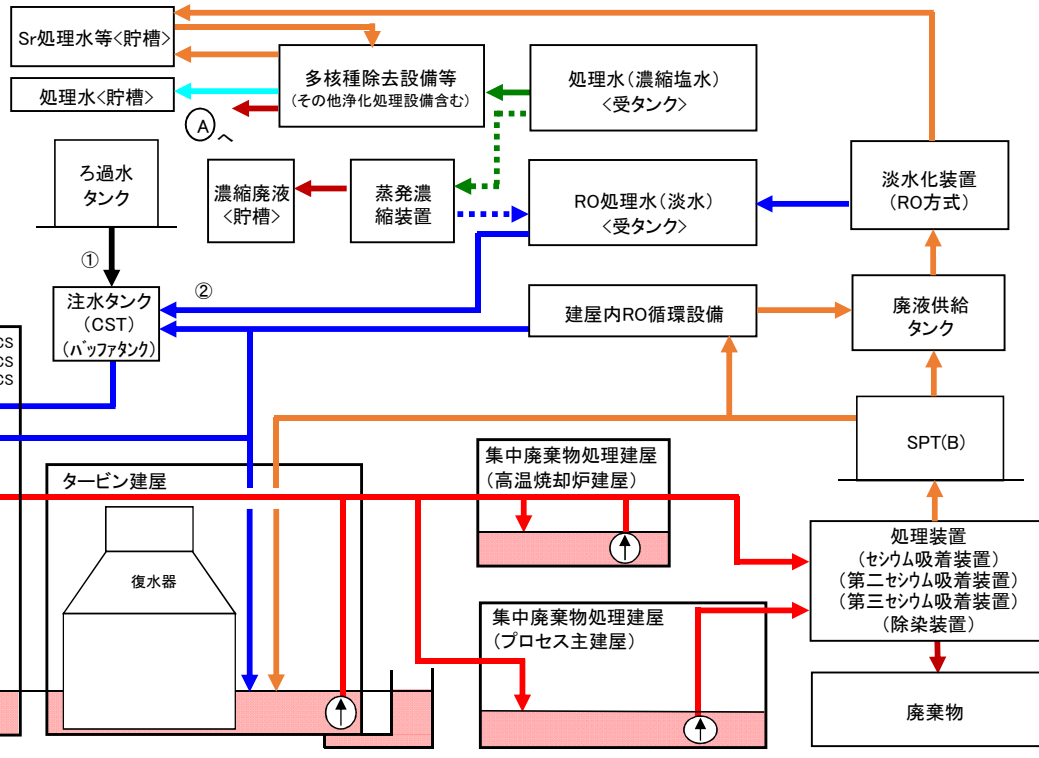 Sr処理水等<貯槽>
多核種除去設備等
(その他浄化処理設備含む)
処理水(濃縮塩水)
<受タンク>
処理水<貯槽>
Aへ
ろ過水
タンク
濃縮廃液
<貯槽>
蒸発濃
縮装置
RO処理水(淡水)
<受タンク>
淡水化装置
(RO方式)
①
②
注水タンク
(CST)
(バッファタンク)
建屋内RO循環設備
廃液供給
タンク
CS
CS
CS
SPT(B)
タービン建屋
集中廃棄物処理建屋
(高温焼却炉建屋)
復水器
処理装置
(セシウム吸着装置)
(第二セシウム吸着装置)
(第三セシウム吸着装置)
(除染装置)
集中廃棄物処理建屋
(プロセス主建屋)
廃棄物